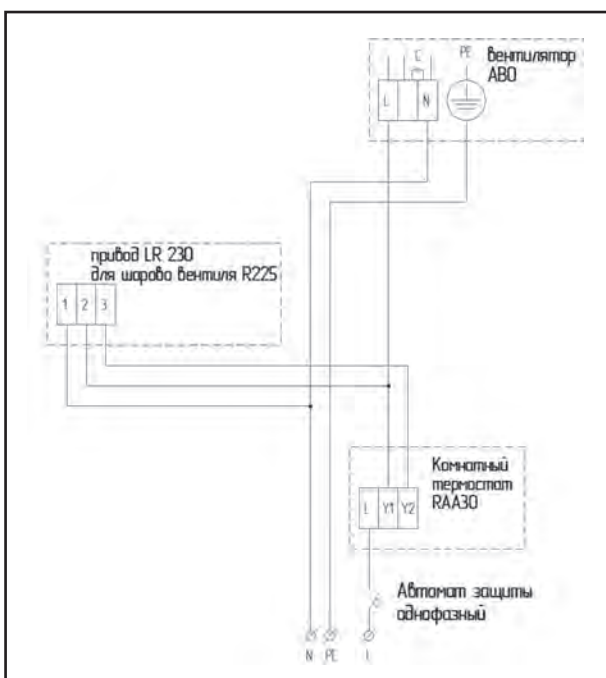 C PE вентилятор
АВО
L N
привод LR 230
для шарово вентиля R225
1 2 3
Комнатный
термостат
RAA30
L Y1 Y2
Автомат защиты
однофазный
N PE L